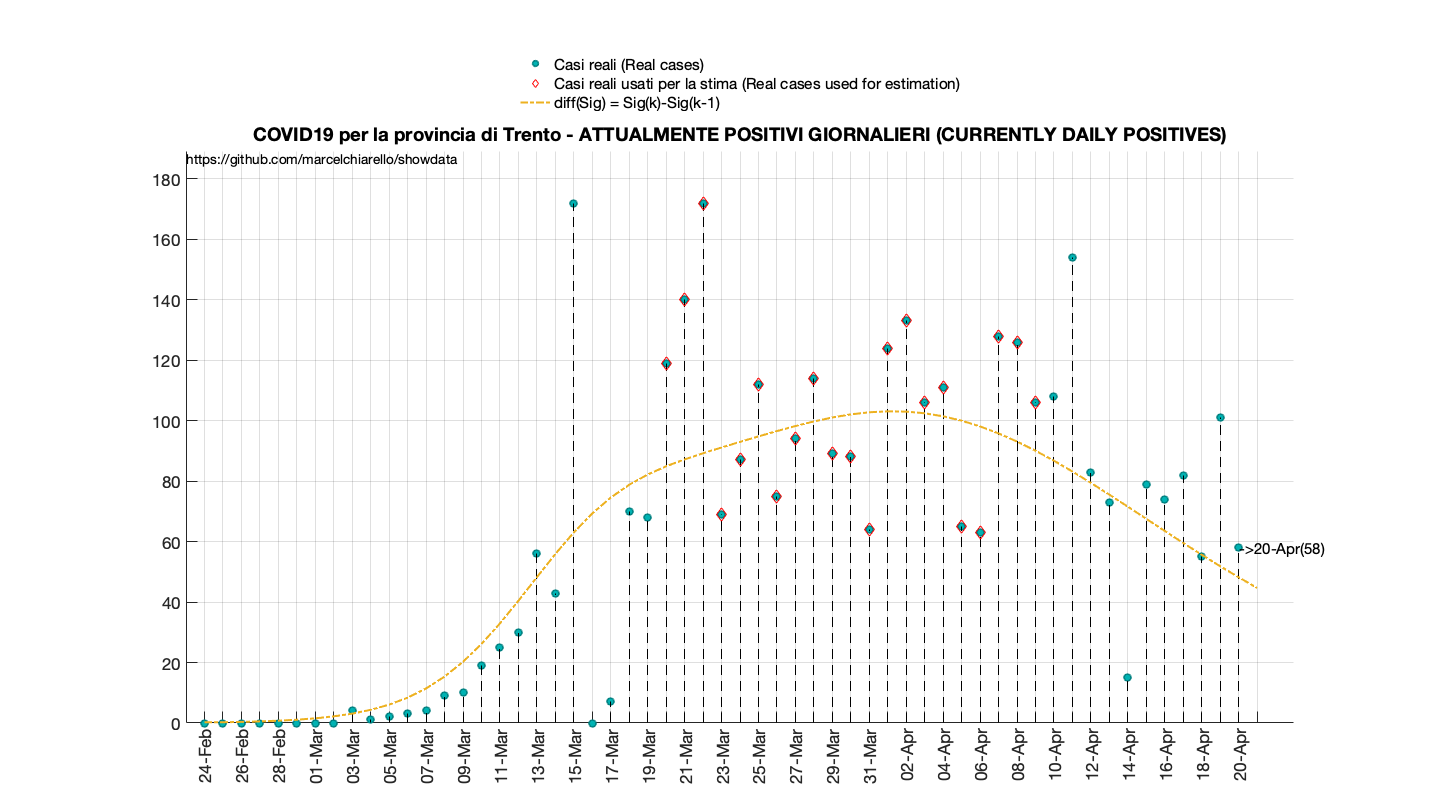 Casi reali (Real cases)
Casi reali usati per la stima (Real cases used for estimation)
diff(Sig) = Sig(k)-Sig(k-1)
COVID19 per la provincia di Trento - ATTUALMENTE POSITIVI GIORNALIERI (CURRENTLY DAILY POSITIVES)
https://github.com/marcelchiarello/showdata
180
160
140
120
100
80
60
40
20
0
->20-Apr(58)
24-Feb
26-Feb
28-Feb
01-Mar
03-Mar
05-Mar
07-Mar
09-Mar
11-Mar
13-Mar
15-Mar
17-Mar
19-Mar
21-Mar
23-Mar
25-Mar
27-Mar
29-Mar
31-Mar
02-Apr
04-Apr
06-Apr
08-Apr
10-Apr
12-Apr
14-Apr
16-Apr
18-Apr
20-Apr